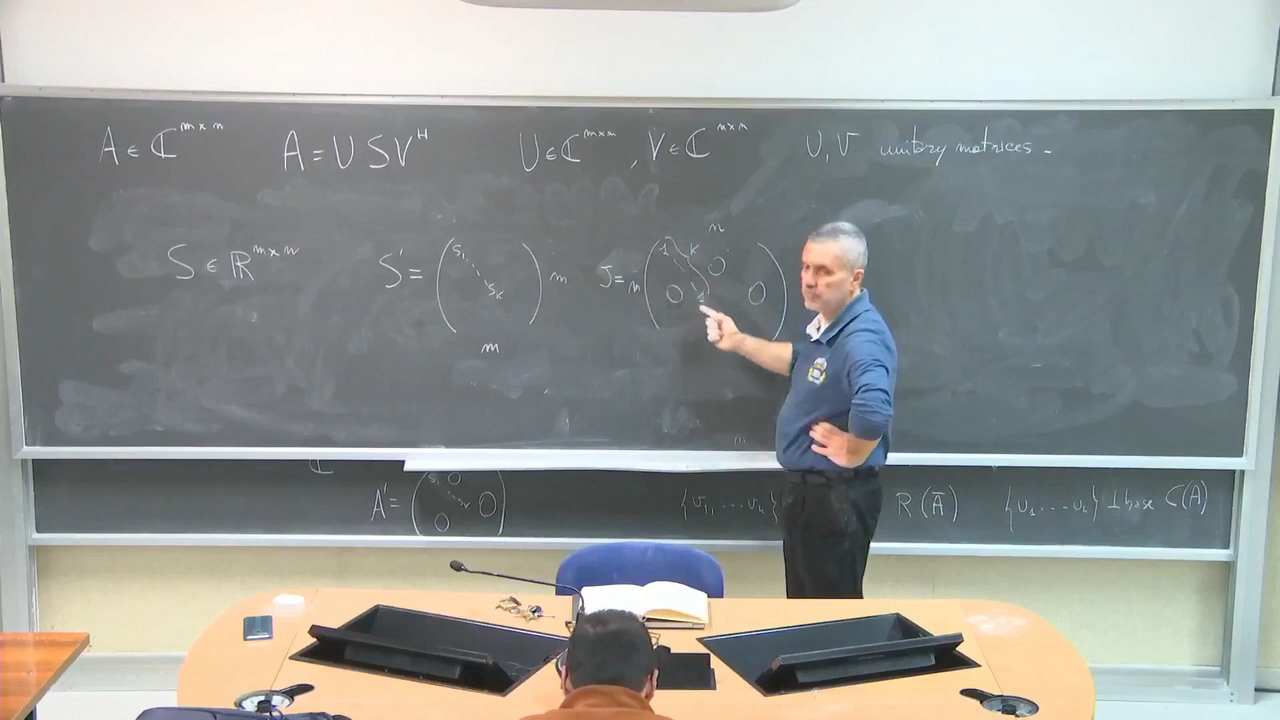 A ∈ ℂ^{m×n} A = U S V^H U ∈ ℂ^{m×m}, V ∈ ℂ^{n×n} U, V unitary matrices.
S ∈ ℝ^{m×n} S' = ( s₁ ⋱ s_k ) m J = m ( 1 ⋱ 1 k 0 0 0 ) n
m
ℂ
A' = ( s₁ 0 0 0 ) {v₁, ... v_k} R(Ā) {u₁ ... u_k} ⊥ base C(A)